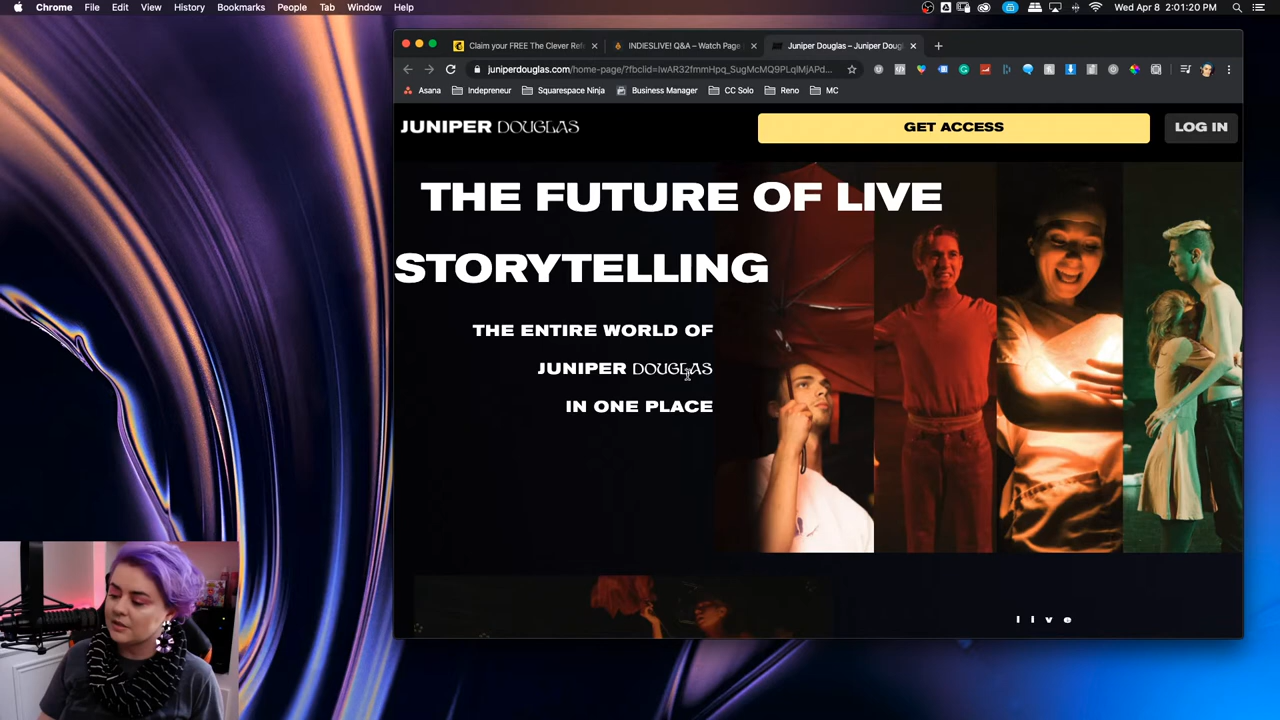 Chrome File Edit View History Bookmarks People Tab Window Help Wed Apr 8 2:01:20 PM
Claim your FREE The Clever Ref INDIESLIVE! Q&A – Watch Page Juniper Douglas – Juniper Doug
juniperdouglas.com/home-page/?fbclid=IwAR32fmmHpq_SugMcMQ9PLqlMjAPd...
Asana Indepreneur Squarespace Ninja Business Manager CC Solo Reno MC
JUNIPER DOUGLAS GET ACCESS LOG IN
THE FUTURE OF LIVE
STORYTELLING
THE ENTIRE WORLD OF
JUNIPER DOUGLAS
IN ONE PLACE
live